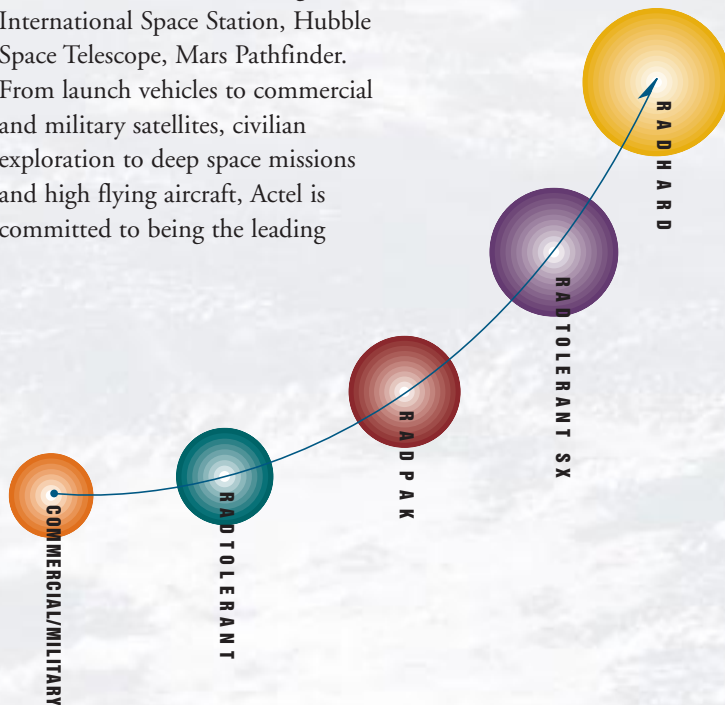 International Space Station, Hubble
Space Telescope, Mars Pathfinder.
From launch vehicles to commercial
and military satellites, civilian
exploration to deep space missions
and high flying aircraft, Actel is
committed to being the leading
RADHARD
RADTOLERANT SX
RADPAK
RADTOLERANT
COMMERCIAL/MILITARY